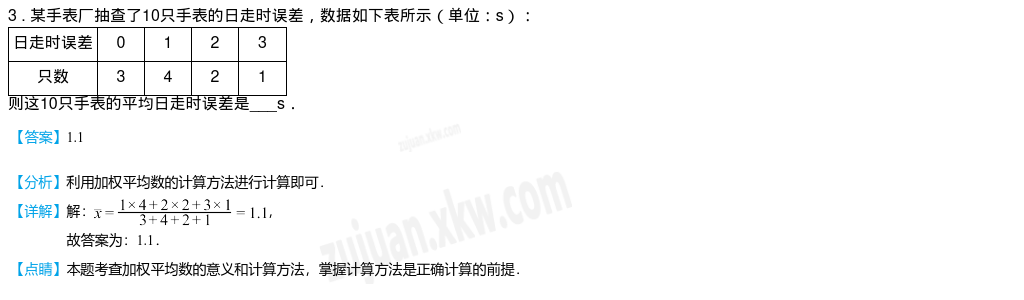 3．某手表厂抽查了10只手表的日走时误差，数据如下表所示（单位：s）：
日走时误差 0 1 2 3
只数 3 4 2 1
则这10只手表的平均日走时误差是___s．
【答案】1.1
zujuan.xkw.com
【分析】利用加权平均数的计算方法进行计算即可．
【详解】解：x̄ = (1×4+2×2+3×1)/(3+4+2+1) = 1.1，
故答案为：1.1．
zujuan.xkw.com
【点睛】本题考查加权平均数的意义和计算方法，掌握计算方法是正确计算的前提．